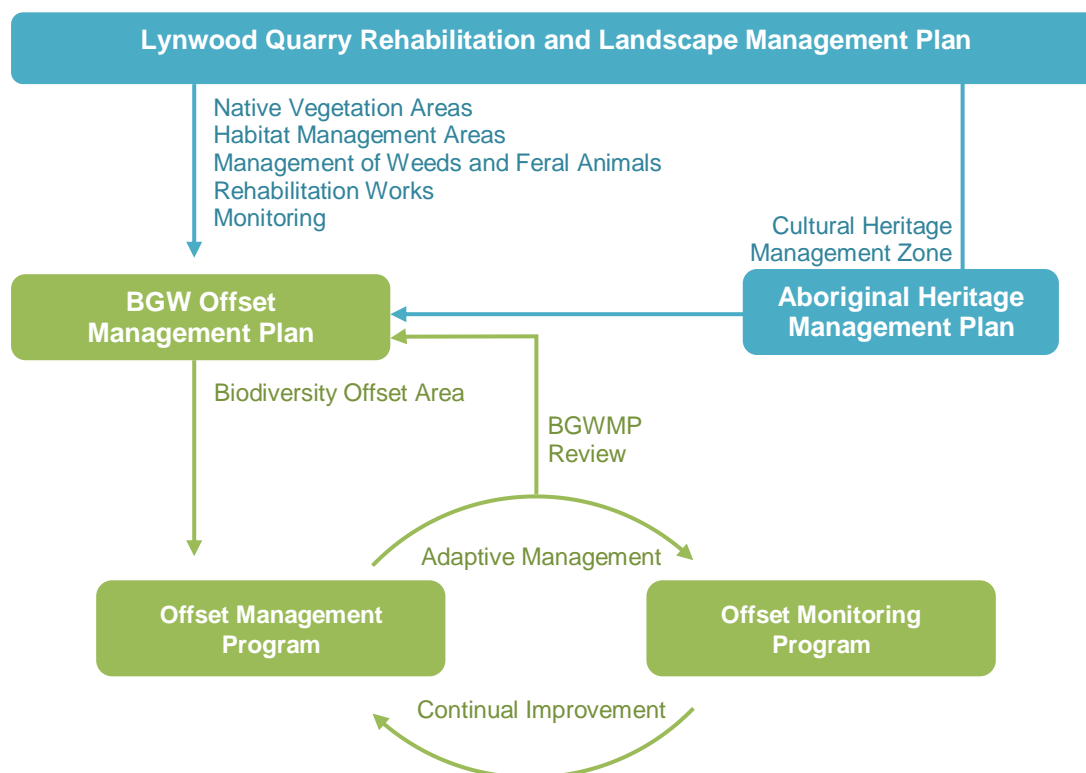 Lynwood Quarry Rehabilitation and Landscape Management Plan
Native Vegetation Areas
Habitat Management Areas
Management of Weeds and Feral Animals
Rehabilitation Works
Monitoring
Cultural Heritage
Management Zone
BGW Offset
Management Plan
Aboriginal Heritage
Management Plan
Biodiversity Offset Area
BGWMP
Review
Adaptive Management
Offset Management
Program
Offset Monitoring
Program
Continual Improvement